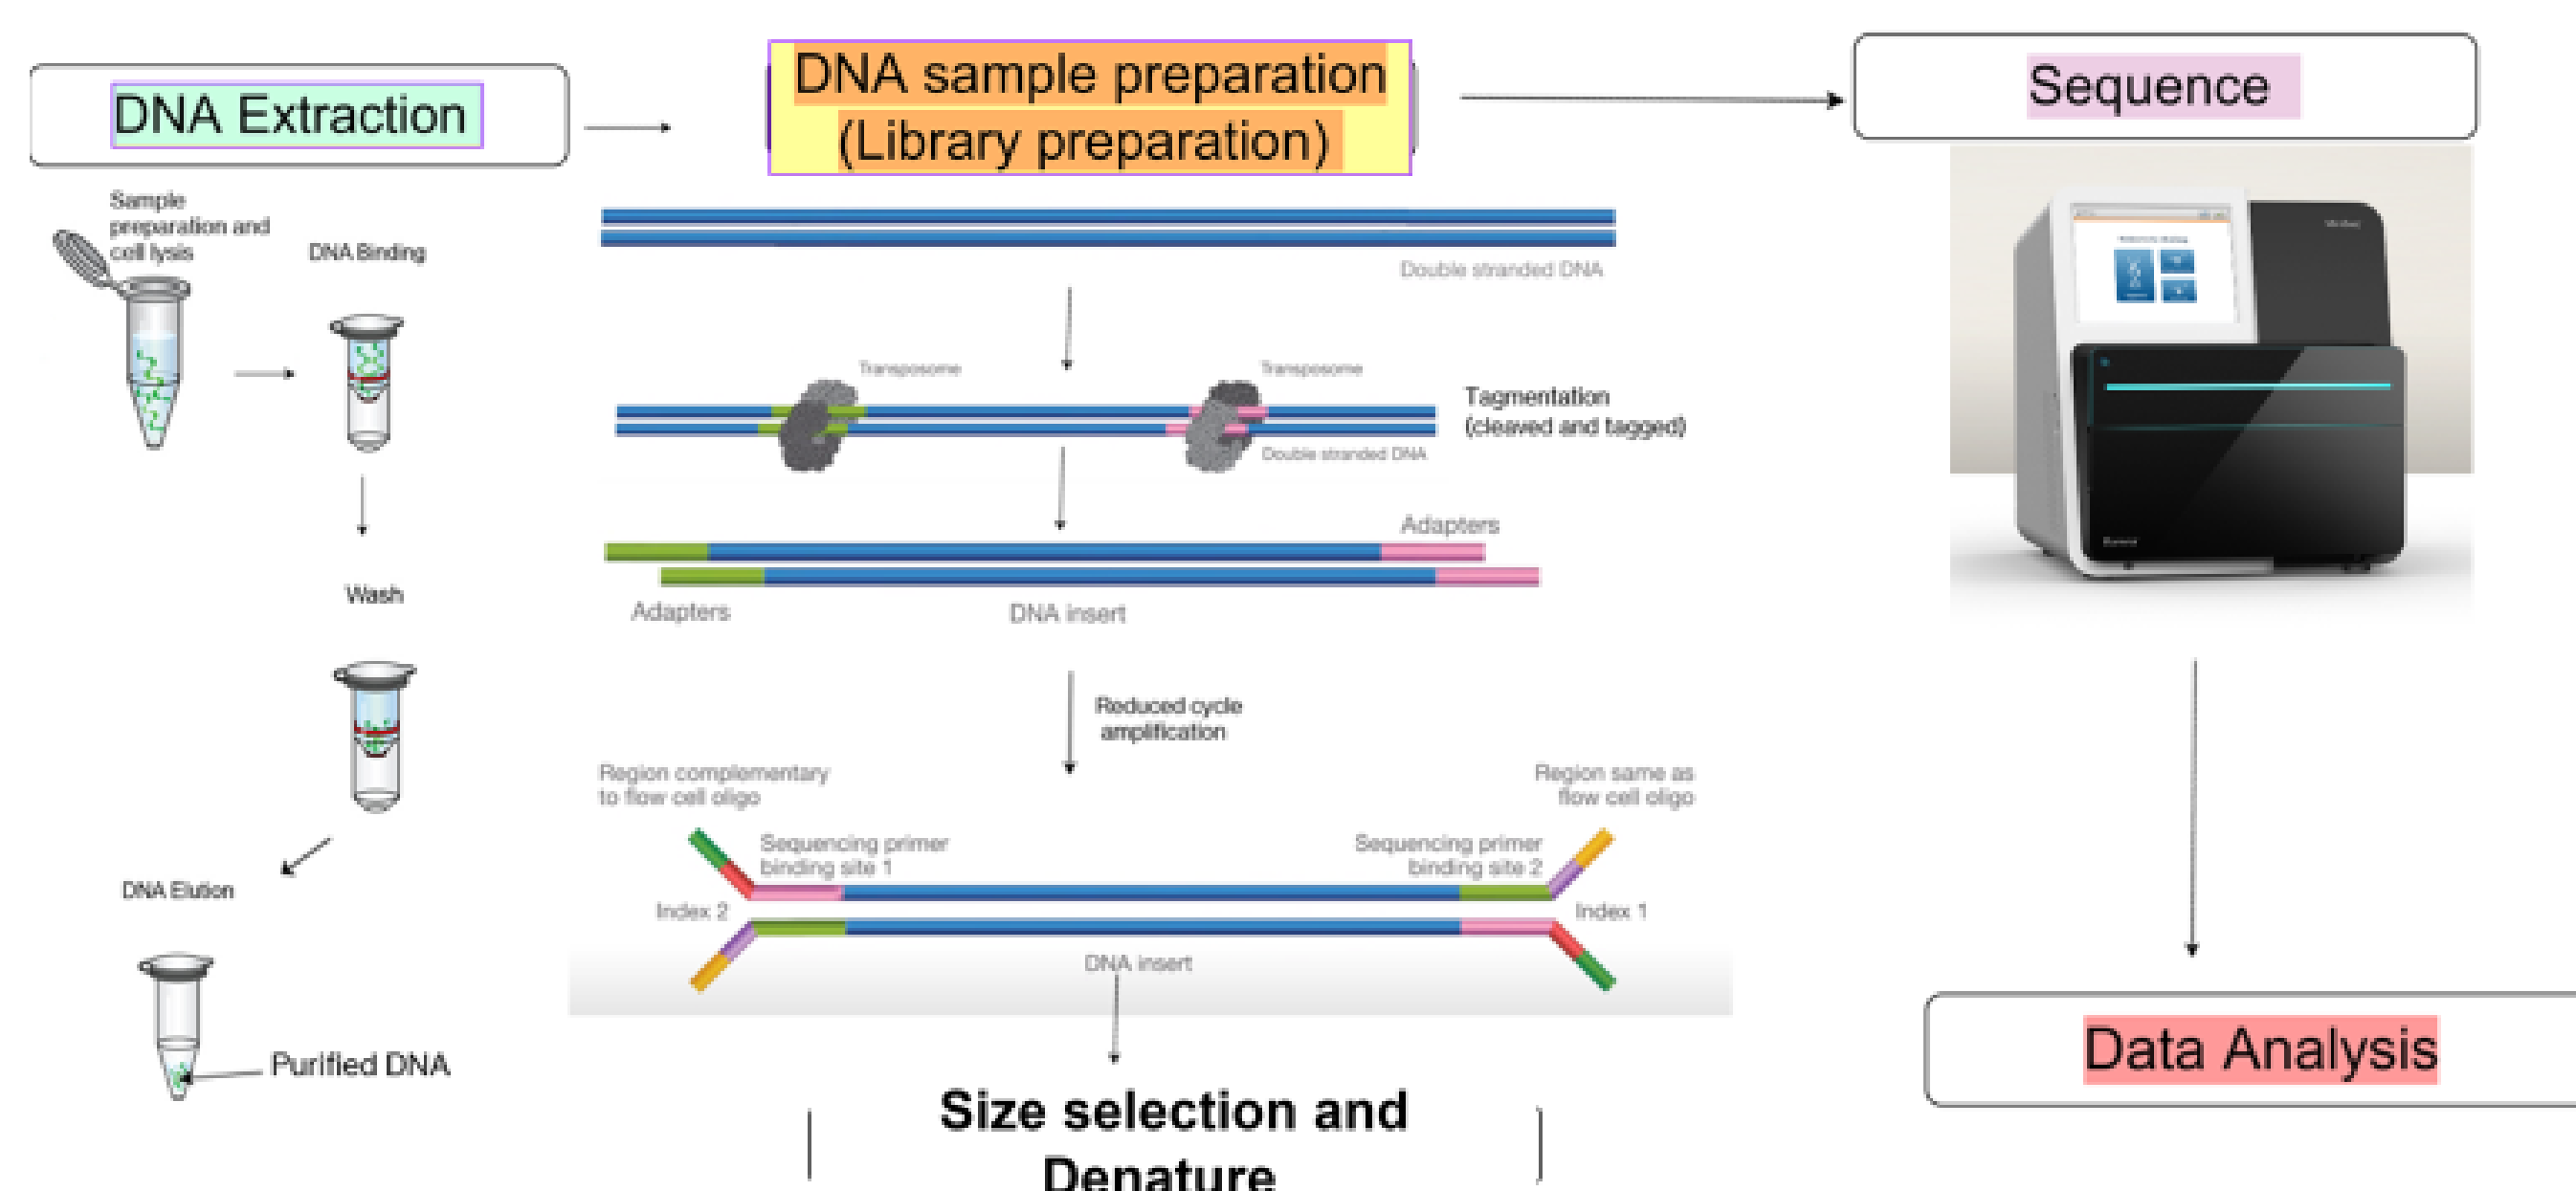 DNA Extraction
DNA sample preparation
(Library preparation)
Sequence
Sample
preparation and
cell lysis
DNA Binding
Wash
DNA Elution
Purified DNA
Double stranded DNA
Transposome
Transposome
Tagmentation
(cleaved and tagged)
Double stranded DNA
Adapters
Adapters
DNA insert
Reduced cycle
amplification
Region complementary
to flow cell oligo
Region same as
flow cell oligo
Sequencing primer
binding site 1
Sequencing primer
binding site 2
Index 2
Index 1
DNA insert
Size selection and
Denature
Data Analysis